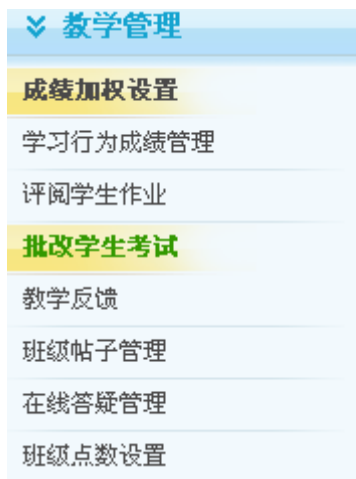 教学管理
成绩加权设置
学习行为成绩管理
评阅学生作业
批改学生考试
教学反馈
班级帖子管理
在线答疑管理
班级点数设置